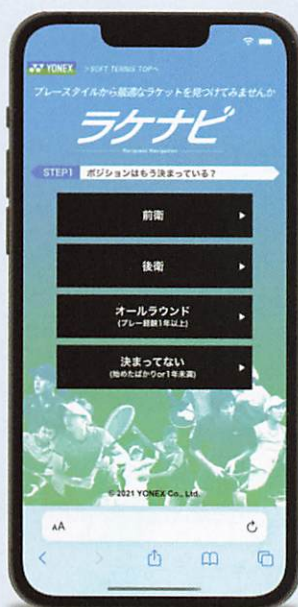 YONEX >SOFT TENNIS TOPへ
プレースタイルから最適なラケットを見つけてみませんか
ラケナビ
STEP1 ポジションはもう決まっている？
前衛
後衛
オールラウンド
(プレー経験1年以上)
決まってない
(始めたばかりor1年未満)
© 2021 YONEX Co., Ltd.
AA